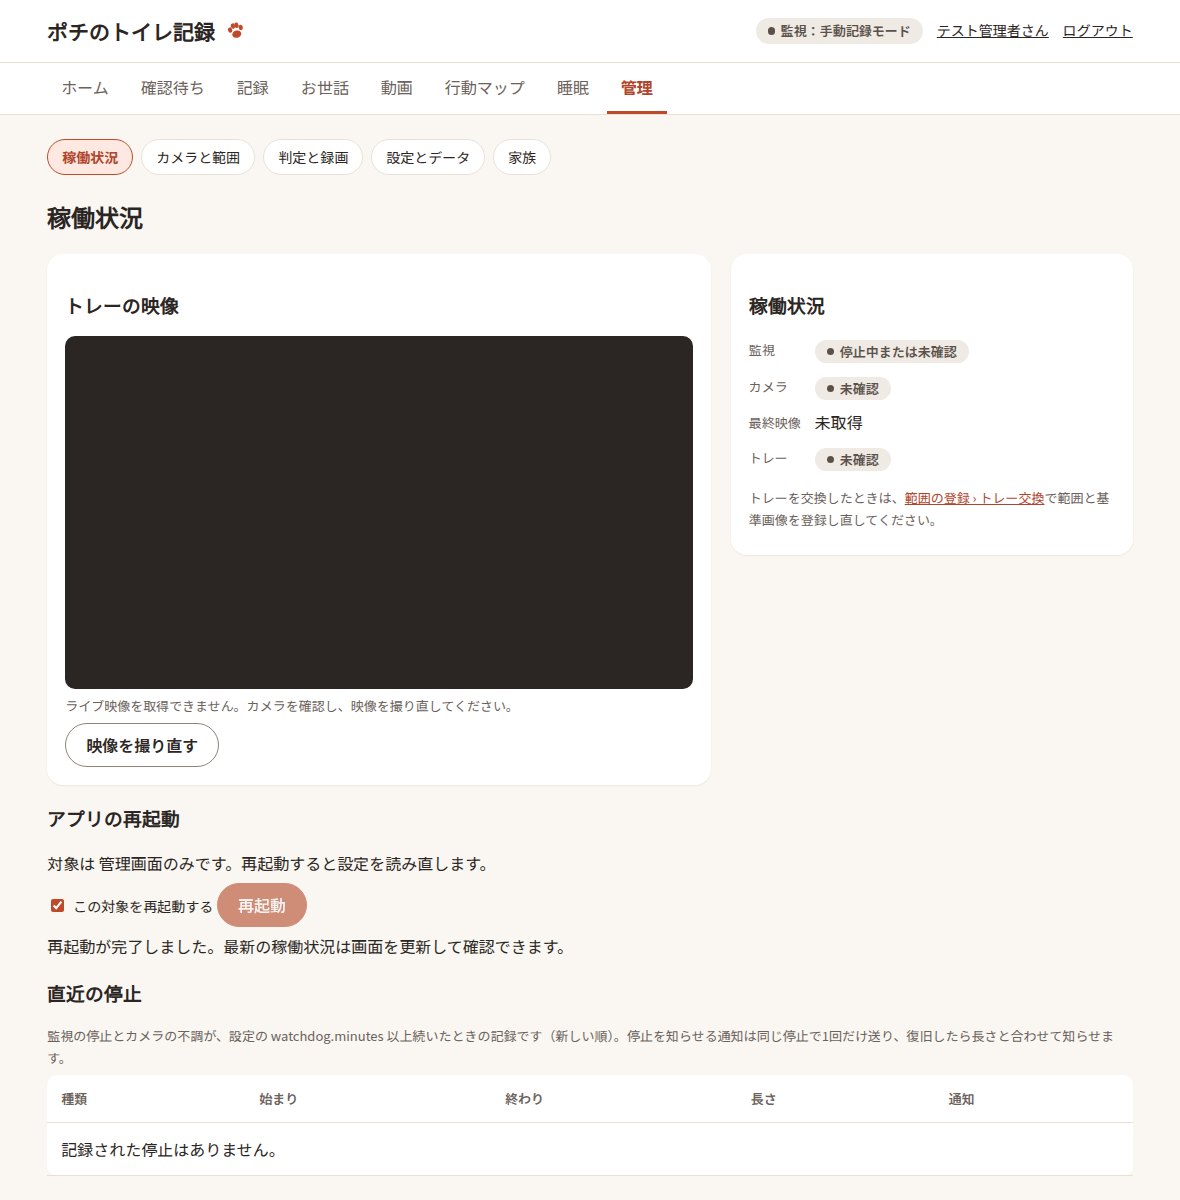 ポチのトイレ記録
監視：手動記録モード
テスト管理者さん
ログアウト
ホーム
確認待ち
記録
お世話
動画
行動マップ
睡眠
管理
稼働状況
カメラと範囲
判定と録画
設定とデータ
家族
稼働状況
トレーの映像
ライブ映像を取得できません。カメラを確認し、映像を撮り直してください。
映像を撮り直す
稼働状況
監視 停止中または未確認
カメラ 未確認
最終映像 未取得
トレー 未確認
トレーを交換したときは、範囲の登録 › トレー交換で範囲と基
準画像を登録し直してください。
アプリの再起動
対象は 管理画面のみです。再起動すると設定を読み直します。
この対象を再起動する 再起動
再起動が完了しました。最新の稼働状況は画面を更新して確認できます。
直近の停止
監視の停止とカメラの不調が、設定の watchdog.minutes 以上続いたときの記録です（新しい順）。停止を知らせる通知は同じ停止で1回だけ送り、復旧したら長さと合わせて知らせま
す。
種類 始まり 終わり 長さ 通知
記録された停止はありません。